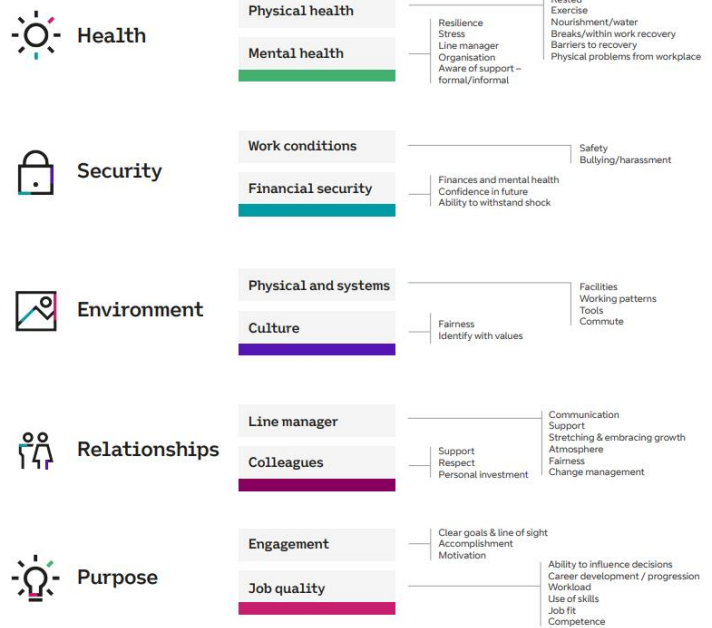 Health
Physical health
Rested
Exercise
Nourishment/water
Breaks/within work recovery
Barriers to recovery
Physical problems from workplace
Mental health
Resilience
Stress
Line manager
Organisation
Aware of support –
formal/informal
Security
Work conditions
Safety
Bullying/harassment
Financial security
Finances and mental health
Confidence in future
Ability to withstand shock
Environment
Physical and systems
Facilities
Working patterns
Tools
Commute
Culture
Fairness
Identify with values
Relationships
Line manager
Communication
Support
Stretching & embracing growth
Atmosphere
Fairness
Change management
Colleagues
Support
Respect
Personal investment
Purpose
Engagement
Clear goals & line of sight
Accomplishment
Motivation
Job quality
Ability to influence decisions
Career development / progression
Workload
Use of skills
Job fit
Competence